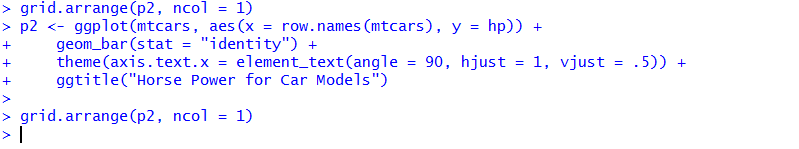 > grid.arrange(p2, ncol = 1)
> p2 <- ggplot(mtcars, aes(x = row.names(mtcars), y = hp)) +
+     geom_bar(stat = "identity") +
+     theme(axis.text.x = element_text(angle = 90, hjust = 1, vjust = .5)) +
+     ggtitle("Horse Power for Car Models")
>
> grid.arrange(p2, ncol = 1)
>